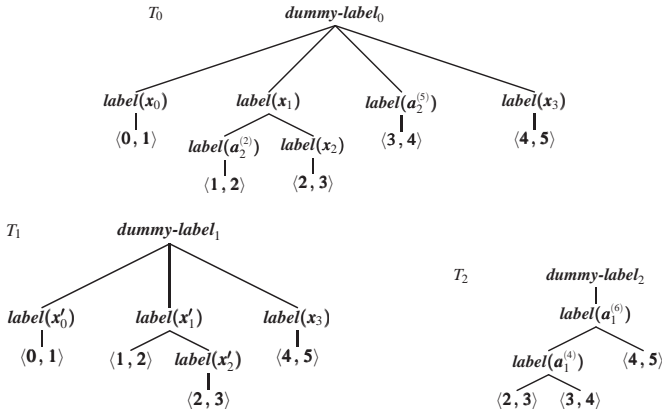 T₀ dummy-label₀
label(x₀) label(x₁) label(a₂⁽⁵⁾) label(x₃)
⟨0, 1⟩ label(a₂⁽²⁾) label(x₂) ⟨3, 4⟩ ⟨4, 5⟩
⟨1, 2⟩ ⟨2, 3⟩
T₁ dummy-label₁
label(x′₀) label(x′₁) label(x₃)
⟨0, 1⟩ ⟨1, 2⟩ label(x′₂) ⟨4, 5⟩
⟨2, 3⟩
T₂ dummy-label₂
label(a₁⁽⁶⁾)
label(a₁⁽⁴⁾) ⟨4, 5⟩
⟨2, 3⟩ ⟨3, 4⟩